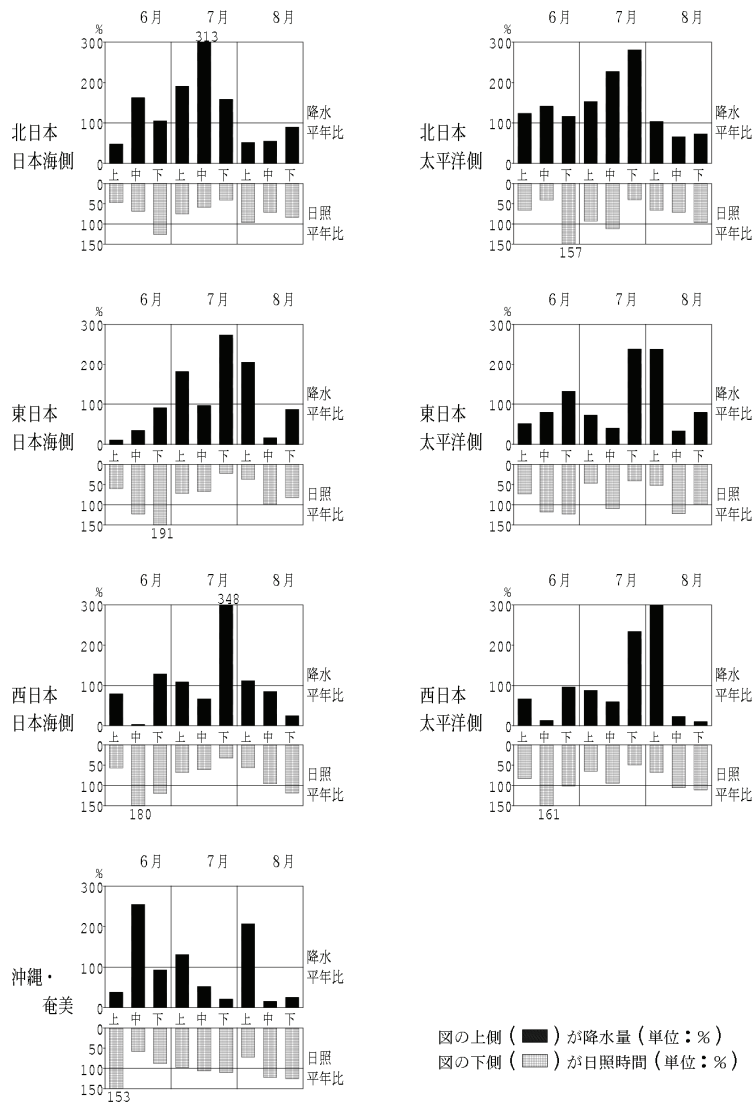 6月 7月 8月
%
313
300
200
100
0
北日本
日本海側
降水
平年比
上 中 下 上 中 下 上 中 下
0
50
100
150
日照
平年比
6月 7月 8月
%
300
200
100
0
北日本
太平洋側
降水
平年比
上 中 下 上 中 下 上 中 下
0
50
100
150
日照
平年比
157
6月 7月 8月
%
300
200
100
0
東日本
日本海側
降水
平年比
上 中 下 上 中 下 上 中 下
0
50
100
150
日照
平年比
191
6月 7月 8月
%
300
200
100
0
東日本
太平洋側
降水
平年比
上 中 下 上 中 下 上 中 下
0
50
100
150
日照
平年比
6月 7月 8月
%
348
300
200
100
0
西日本
日本海側
降水
平年比
上 中 下 上 中 下 上 中 下
0
50
100
150
日照
平年比
180
6月 7月 8月
%
300
200
100
0
西日本
太平洋側
降水
平年比
上 中 下 上 中 下 上 中 下
0
50
100
150
日照
平年比
161
6月 7月 8月
%
300
200
100
0
沖縄・
奄美
降水
平年比
上 中 下 上 中 下 上 中 下
0
50
100
150
日照
平年比
153
図の上側(■)が降水量(単位：%)
図の下側( )が日照時間(単位：%)